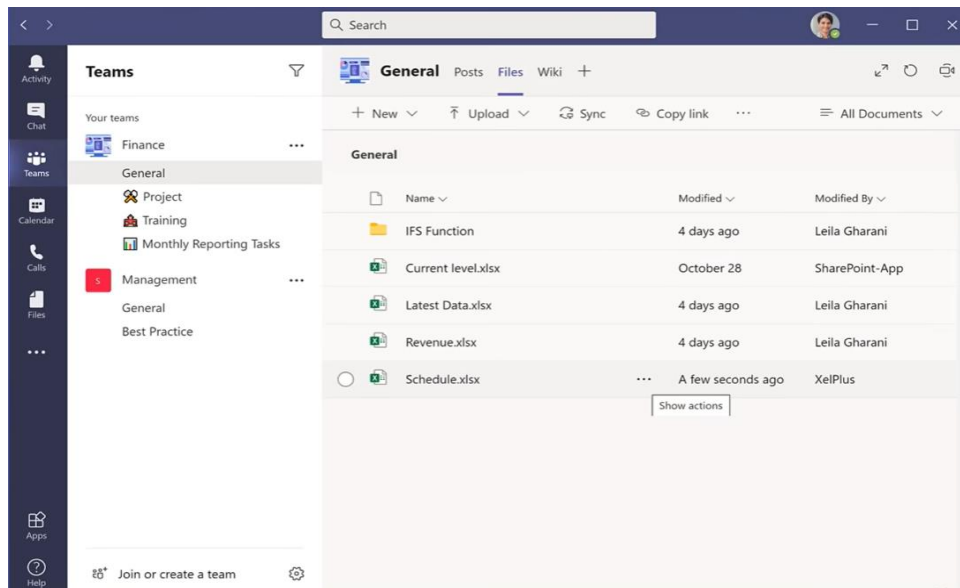 Search
Activity
Chat
Teams
Calendar
Calls
Files
Apps
Help
Teams
Your teams
Finance
General
Project
Training
Monthly Reporting Tasks
S Management
General
Best Practice
Join or create a team
General Posts Files Wiki
New Upload Sync Copy link All Documents
General
Name Modified Modified By
IFS Function 4 days ago Leila Gharani
Current level.xlsx October 28 SharePoint-App
Latest Data.xlsx 4 days ago Leila Gharani
Revenue.xlsx 4 days ago Leila Gharani
Schedule.xlsx A few seconds ago XelPlus
Show actions